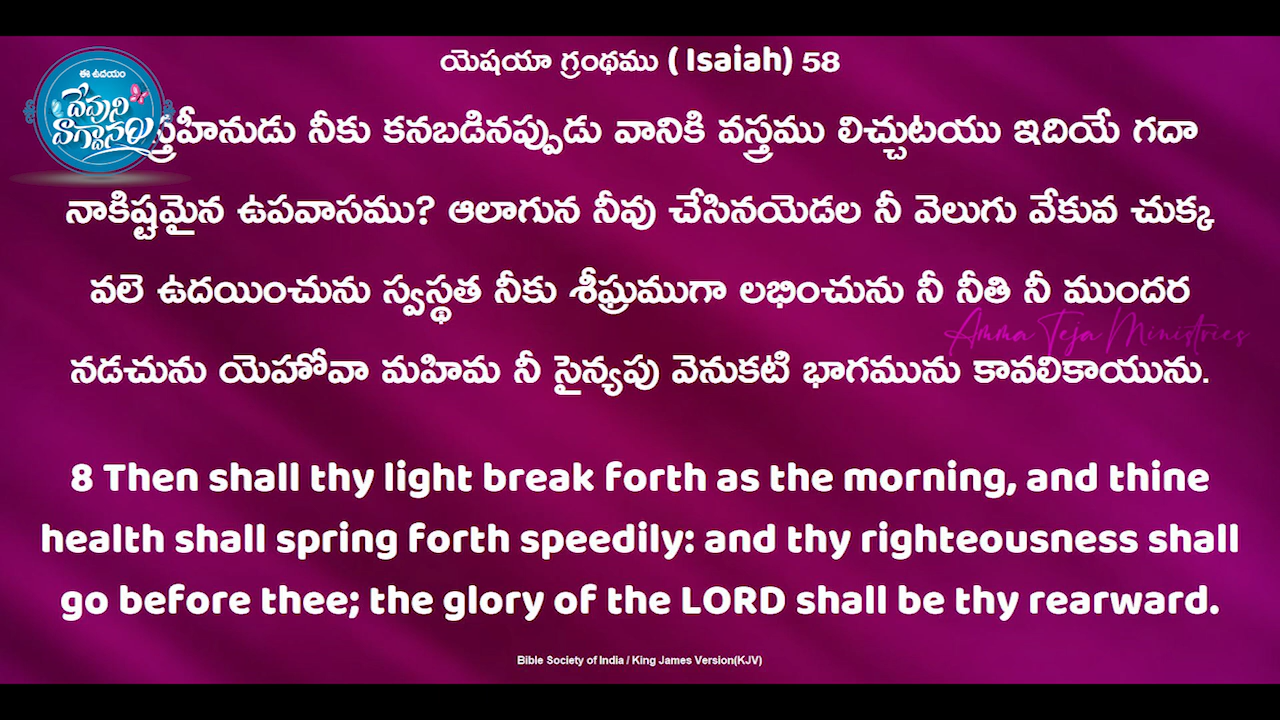 యెషయా గ్రంథము ( Isaiah) 58
ఈ ఉదయం
దేవుని
వాగ్దానం
నీకు కనబడినప్పుడు వానికి వస్త్రము లిచ్చుటయు ఇదియే గదా
నాకిష్టమైన ఉపవాసము? ఆలాగున నీవు చేసినయెడల నీ వెలుగు వేకువ చుక్క
వలె ఉదయించును స్వస్థత నీకు శీఘ్రముగా లభించును నీ నీతి నీ ముందర
Amma Teja Ministries
నడచును యెహోవా మహిమ నీ సైన్యపు వెనుకటి భాగమును కావలికాయును.
8 Then shall thy light break forth as the morning, and thine
health shall spring forth speedily: and thy righteousness shall
go before thee; the glory of the LORD shall be thy rearward.
Bible Society of India / King James Version(KJV)